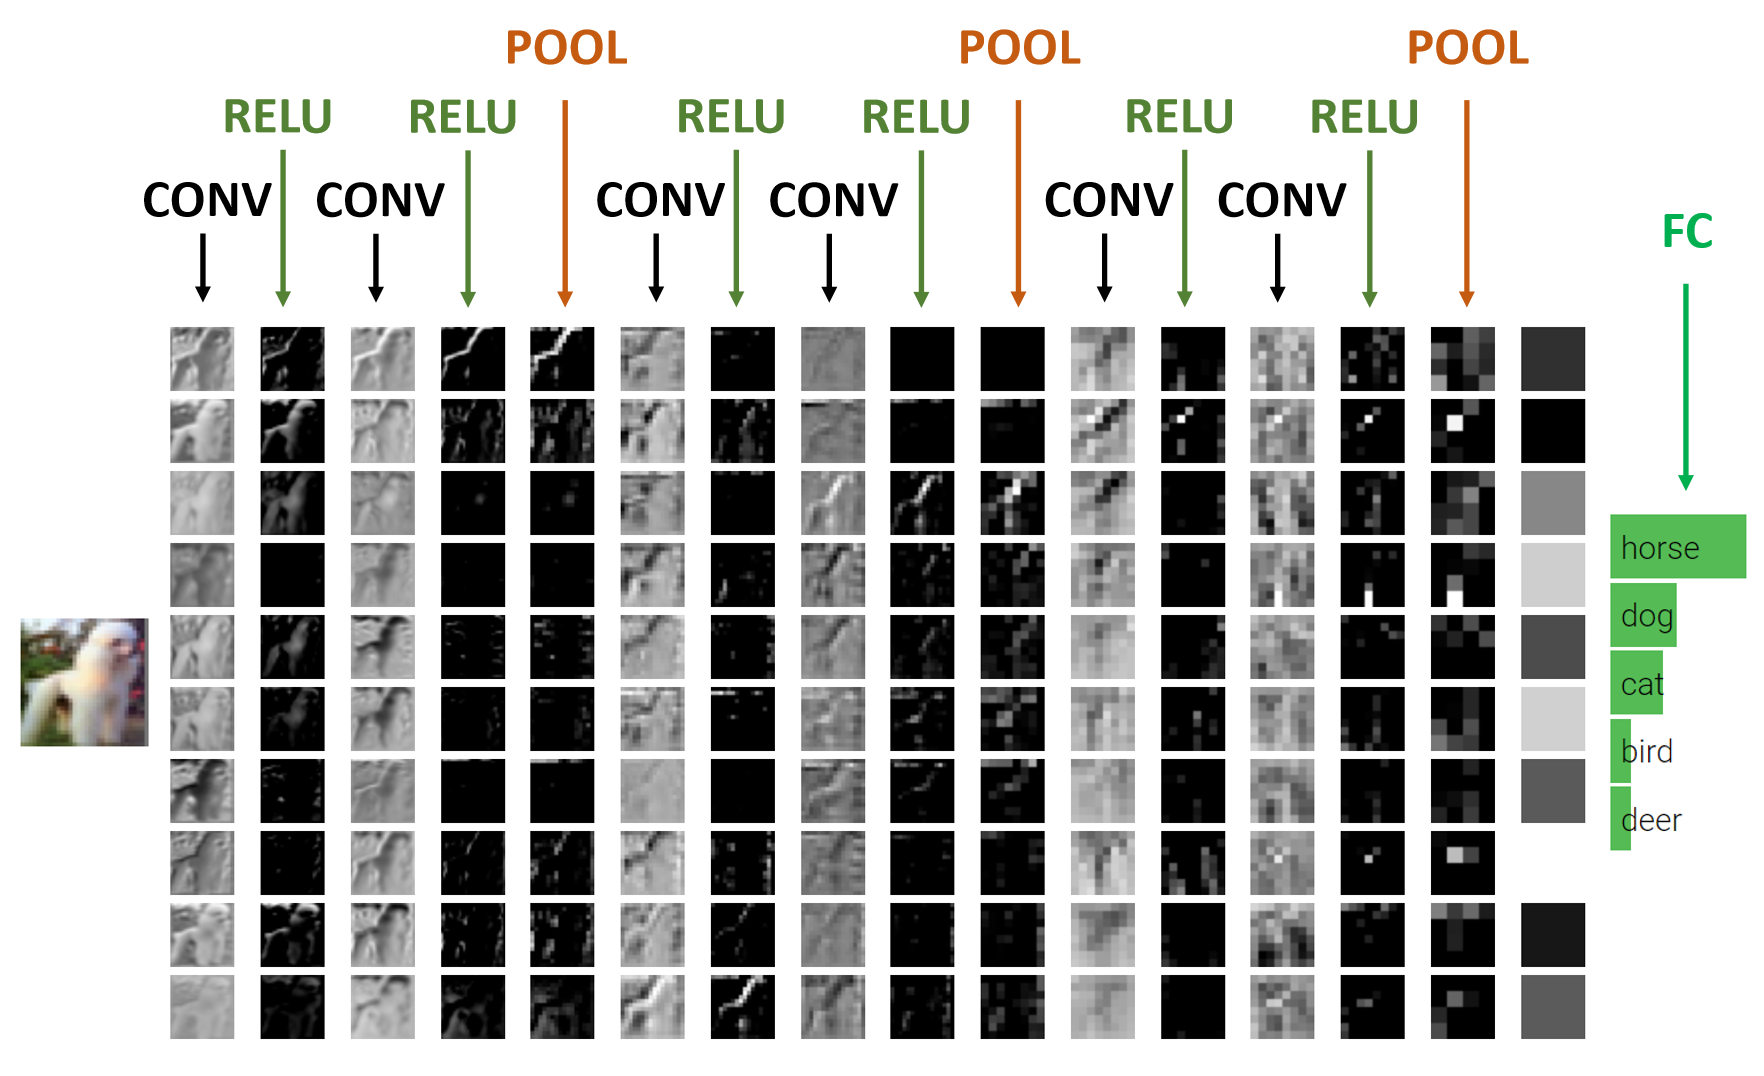 POOL POOL POOL
RELU RELU RELU RELU RELU RELU
CONV CONV CONV CONV CONV CONV
FC
horse
dog
cat
bird
deer